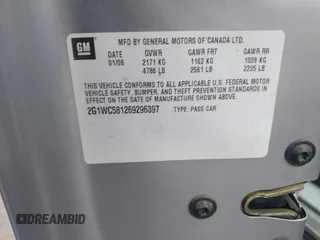 GM
MFD BY GENERAL MOTORS OF CANADA LTD.
DATE GVWR GAWR FRT GAWR RR
01/06 2171 KG 1162 KG 1009 KG
4786 LB 2561 LB 2225 LB
THIS VEHICLE CONFORMS TO ALL APPLICABLE U.S. FEDERAL MOTOR
VEHICLE SAFETY, BUMPER, AND THEFT PREVENTION STANDARDS IN
EFFECT ON THE DATE OF MANUFACTURE SHOWN ABOVE.
2G1WC581269296397 TYPE: PASS CAR
DREAMBID